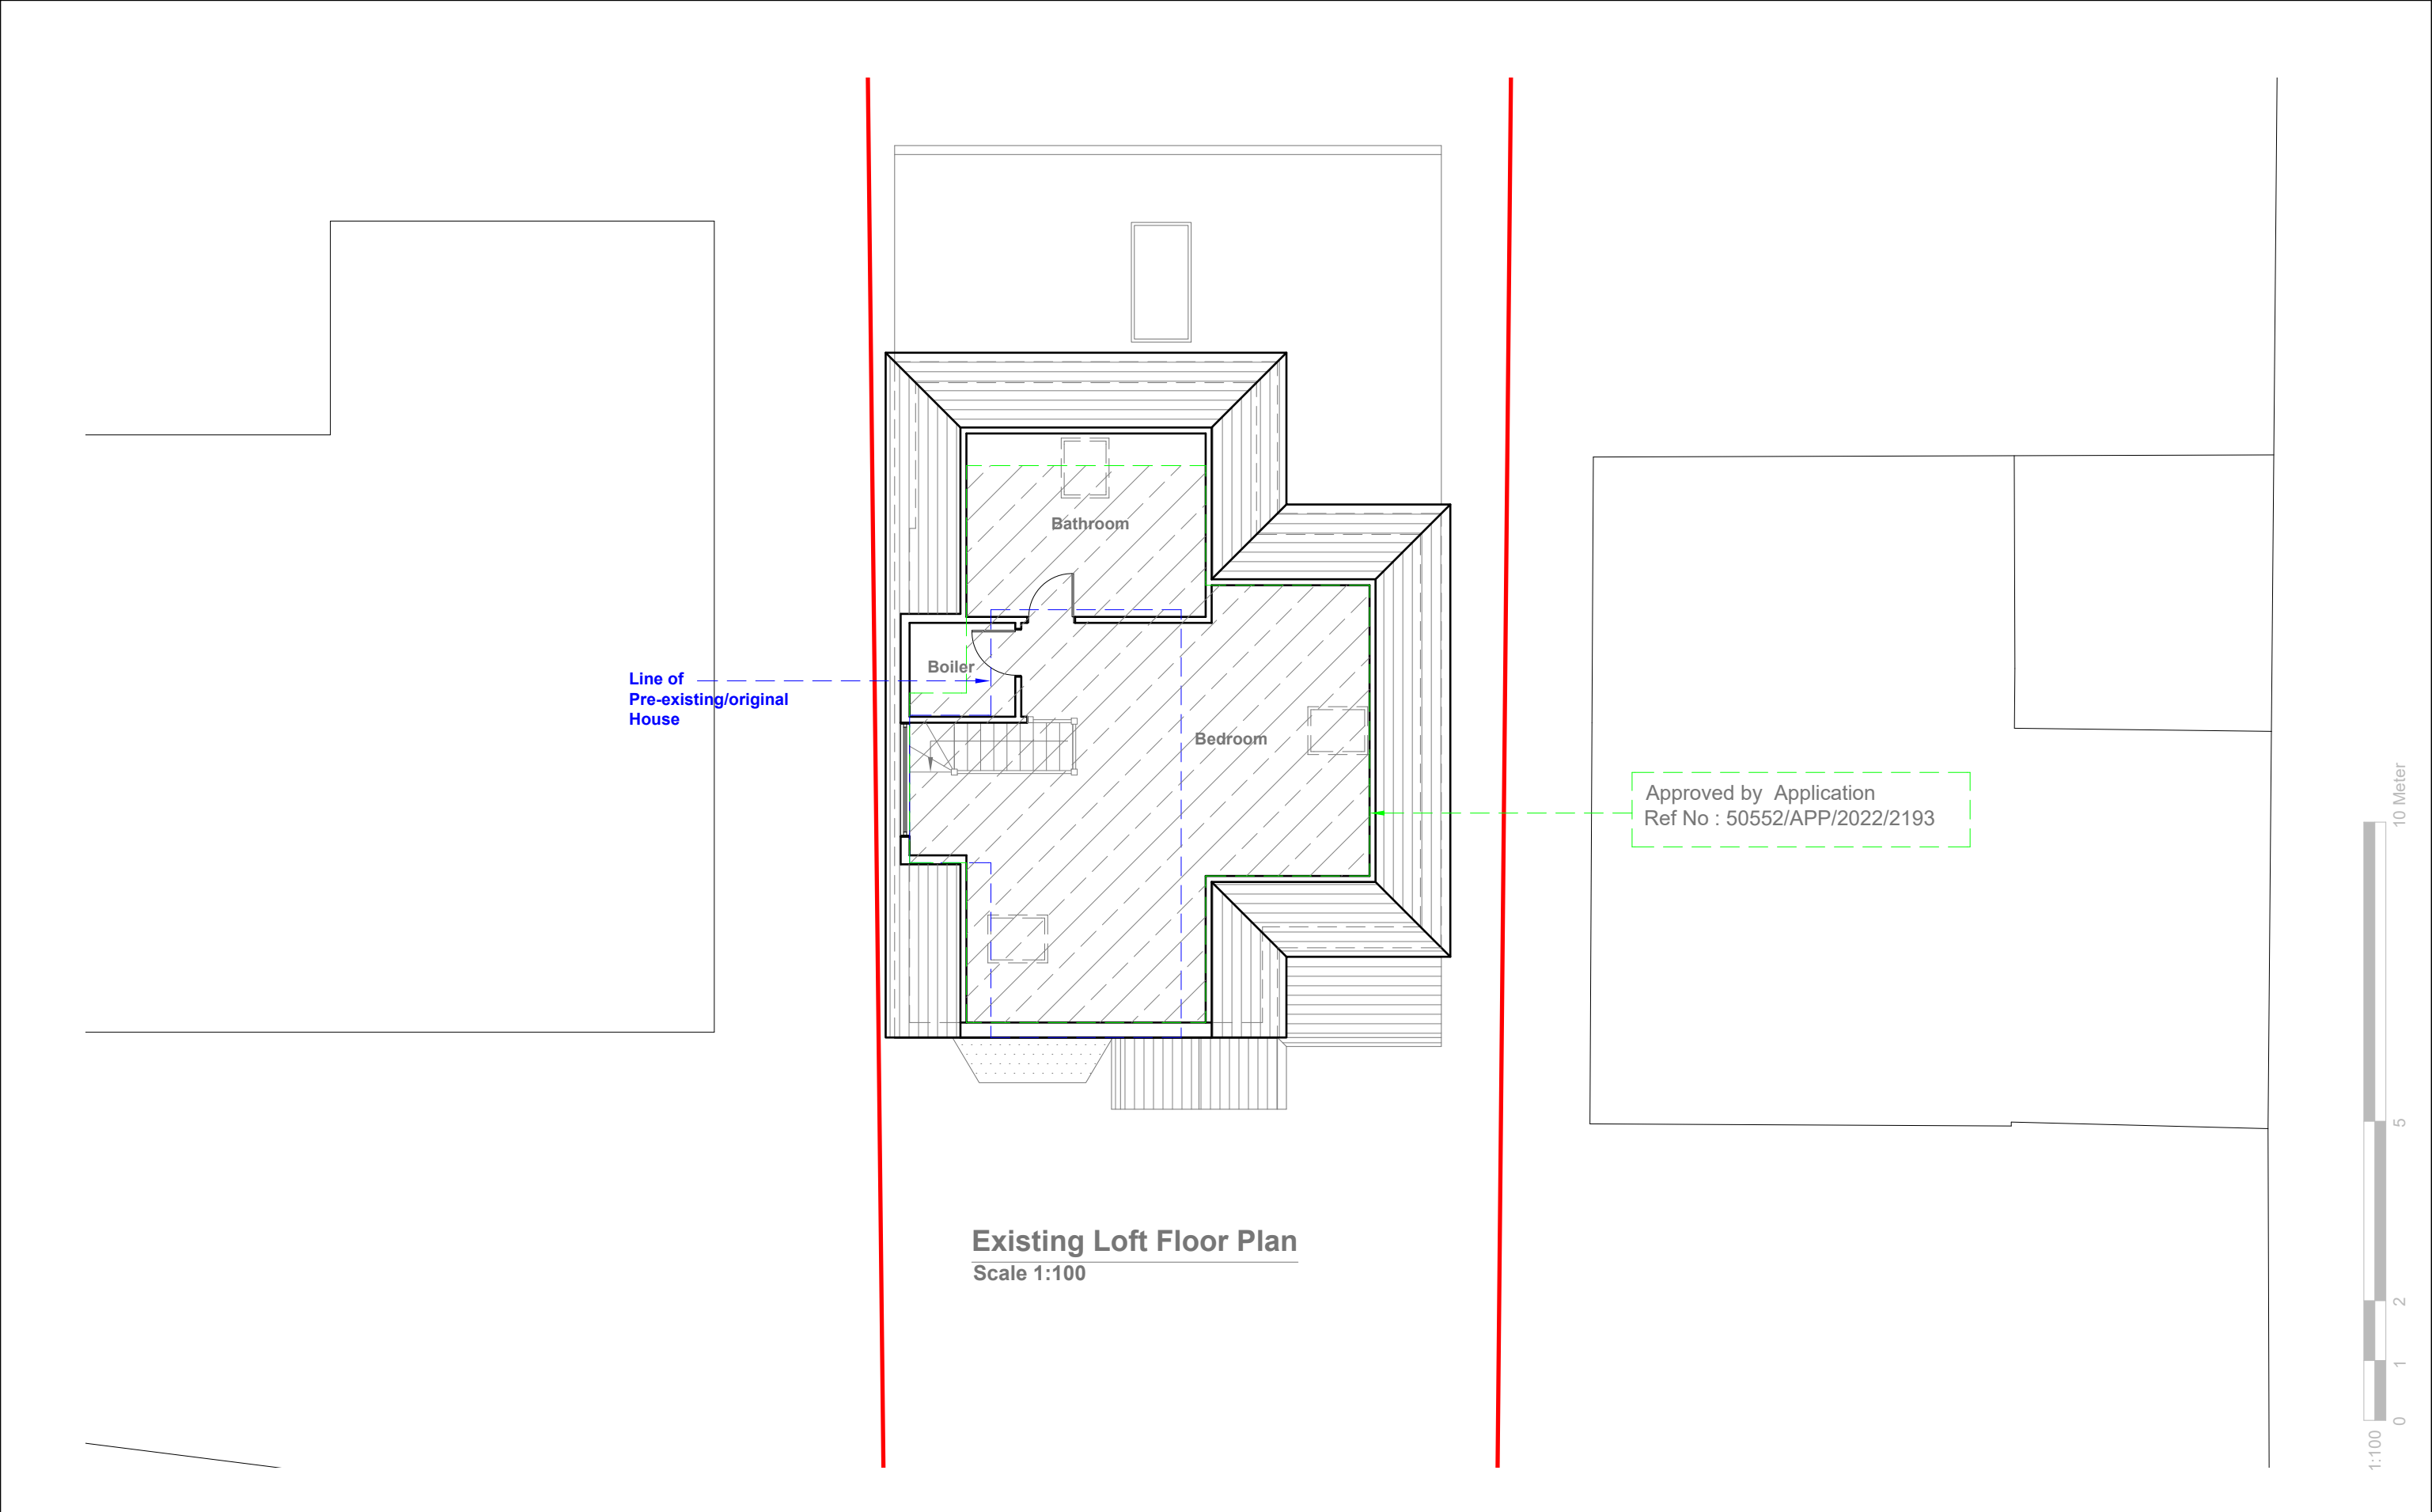 Bathroom
Boiler
Line of
Pre-existing/original
House
Bedroom
Approved by Application
Ref No : 50552/APP/2022/2193
Existing Loft Floor Plan
Scale 1:100
10 Meter
5
2
1
0
1:100